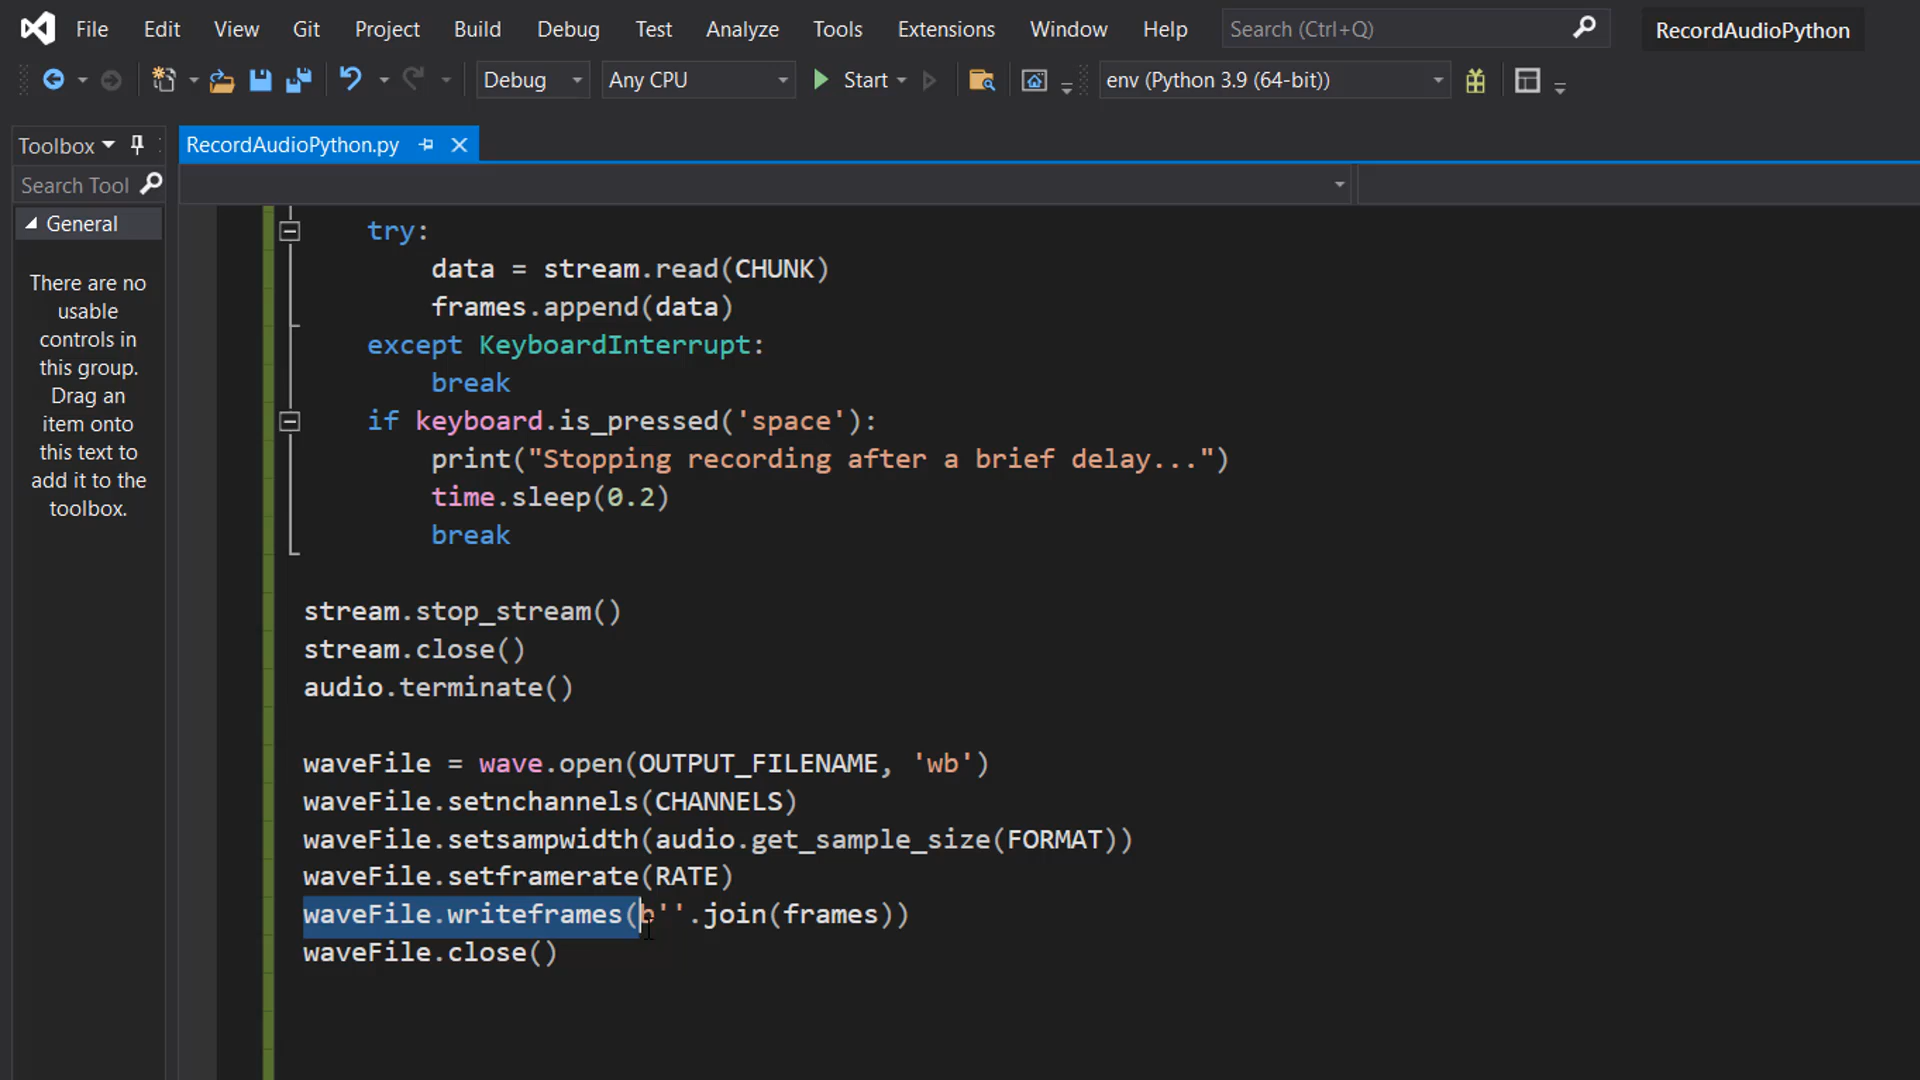 File Edit View Git Project Build Debug Test Analyze Tools Extensions Window Help Search (Ctrl+Q) RecordAudioPython
Debug Any CPU Start env (Python 3.9 (64-bit))
Toolbox
RecordAudioPython.py
Search Tool
General
There are no
usable
controls in
this group.
Drag an
item onto
this text to
add it to the
toolbox.
try:
data = stream.read(CHUNK)
frames.append(data)
except KeyboardInterrupt:
break
if keyboard.is_pressed('space'):
print("Stopping recording after a brief delay...")
time.sleep(0.2)
break
stream.stop_stream()
stream.close()
audio.terminate()
waveFile = wave.open(OUTPUT_FILENAME, 'wb')
waveFile.setnchannels(CHANNELS)
waveFile.setsampwidth(audio.get_sample_size(FORMAT))
waveFile.setframerate(RATE)
waveFile.writeframes(b''.join(frames))
waveFile.close()